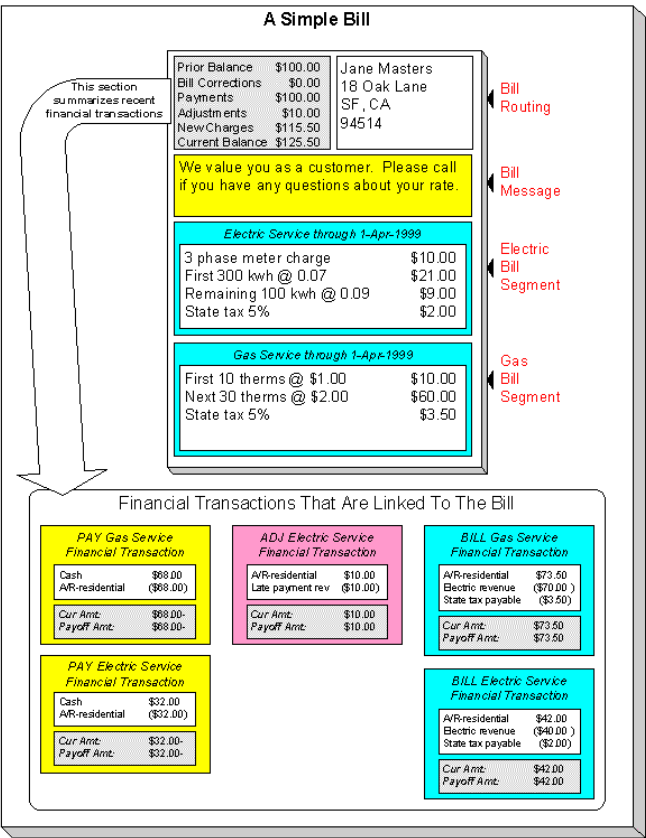 A Simple Bill
This section
summarizes recent
financial transactions
Prior Balance $100.00
Bill Corrections $0.00
Payments $100.00
Adjustments $10.00
New Charges $115.50
Current Balance $125.50
Jane Masters
18 Oak Lane
SF, CA
94514
Bill
Routing
We value you as a customer. Please call
if you have any questions about your rate.
Bill
Message
Electric Service through 1-Apr-1999
3 phase meter charge $10.00
First 300 kwh @ 0.07 $21.00
Remaining 100 kwh @ 0.09 $9.00
State tax 5% $2.00
Electric
Bill
Segment
Gas Service through 1-Apr-1999
First 10 therms @ $1.00 $10.00
Next 30 therms @ $2.00 $60.00
State tax 5% $3.50
Gas
Bill
Segment
Financial Transactions That Are Linked To The Bill
PAY Gas Service
Financial Transaction
Cash $68.00
A/R-residential ($68.00)
Cur Amt: $68.00-
Payoff Amt: $68.00-
ADJ Electric Service
Financial Transaction
A/R-residential $10.00
Late payment rev ($10.00)
Cur Amt: $10.00
Payoff Amt: $10.00
BILL Gas Service
Financial Transaction
A/R-residential $73.50
Electric revenue ($70.00 )
State tax payable ($3.50)
Cur Amt: $73.50
Payoff Amt: $73.50
PAY Electric Service
Financial Transaction
Cash $32.00
A/R-residential ($32.00)
Cur Amt: $32.00-
Payoff Amt: $32.00-
BILL Electric Service
Financial Transaction
A/R-residential $42.00
Electric revenue ($40.00 )
State tax payable ($2.00)
Cur Amt: $42.00
Payoff Amt: $42.00